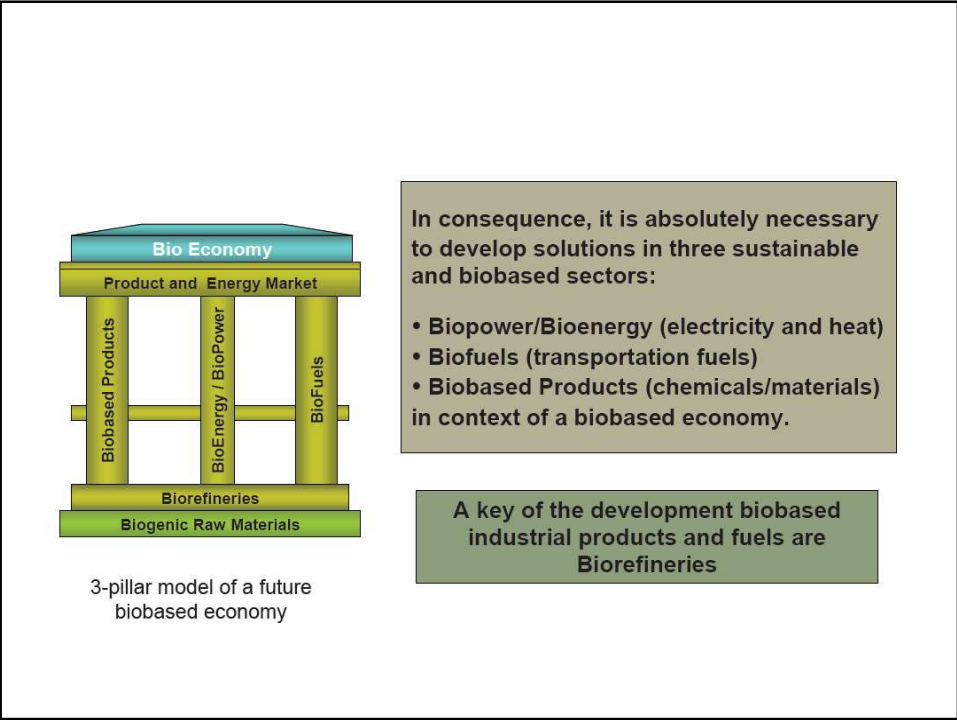 Bio Economy
Product and Energy Market
Biobased Products
BioEnergy / BioPower
BioFuels
Biorefineries
Biogenic Raw Materials
3-pillar model of a future
biobased economy
In consequence, it is absolutely necessary
to develop solutions in three sustainable
and biobased sectors:
• Biopower/Bioenergy (electricity and heat)
• Biofuels (transportation fuels)
• Biobased Products (chemicals/materials)
in context of a biobased economy.
A key of the development biobased
industrial products and fuels are
Biorefineries